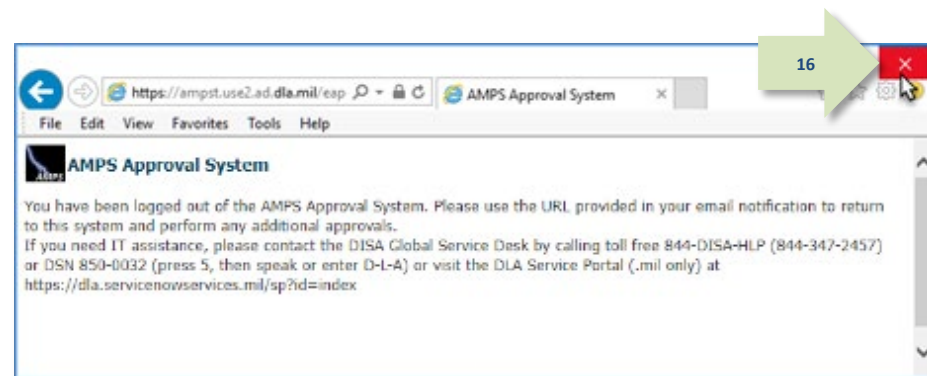 16
https://ampst.use2.ad.dla.mil/eap
AMPS Approval System
File Edit View Favorites Tools Help
AMPS
AMPS Approval System
You have been logged out of the AMPS Approval System. Please use the URL provided in your email notification to return
to this system and perform any additional approvals.
If you need IT assistance, please contact the DISA Global Service Desk by calling toll free 844-DISA-HLP (844-347-2457)
or DSN 850-0032 (press 5, then speak or enter D-L-A) or visit the DLA Service Portal (.mil only) at
https://dla.servicenowservices.mil/sp?id=index